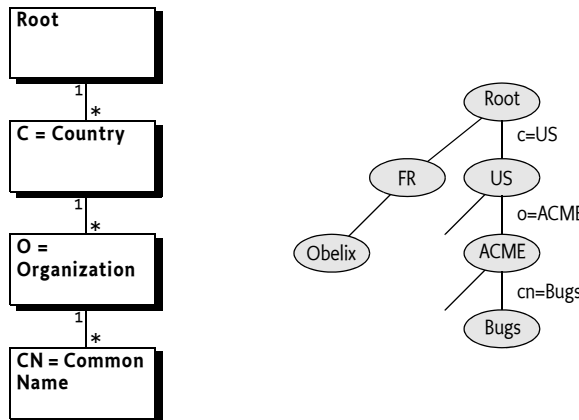 Root
1
*
C = Country
1
*
O =
Organization
1
*
CN = Common
Name
Root
c=US
FR
US
o=ACME
Obelix
ACME
cn=Bugs
Bugs